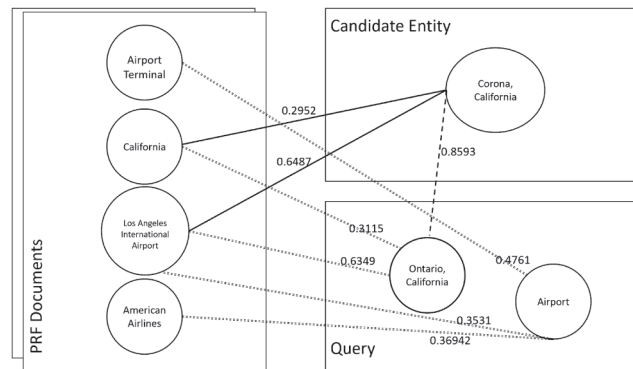 Candidate Entity
Airport
Terminal
Corona,
California
0.2952
California
0.8593
0.6487
Los Angeles
International
Airport
0.3115
0.6349
Ontario,
California
0.4761
Airport
American
Airlines
0.3531
0.36942
PRF Documents
Query